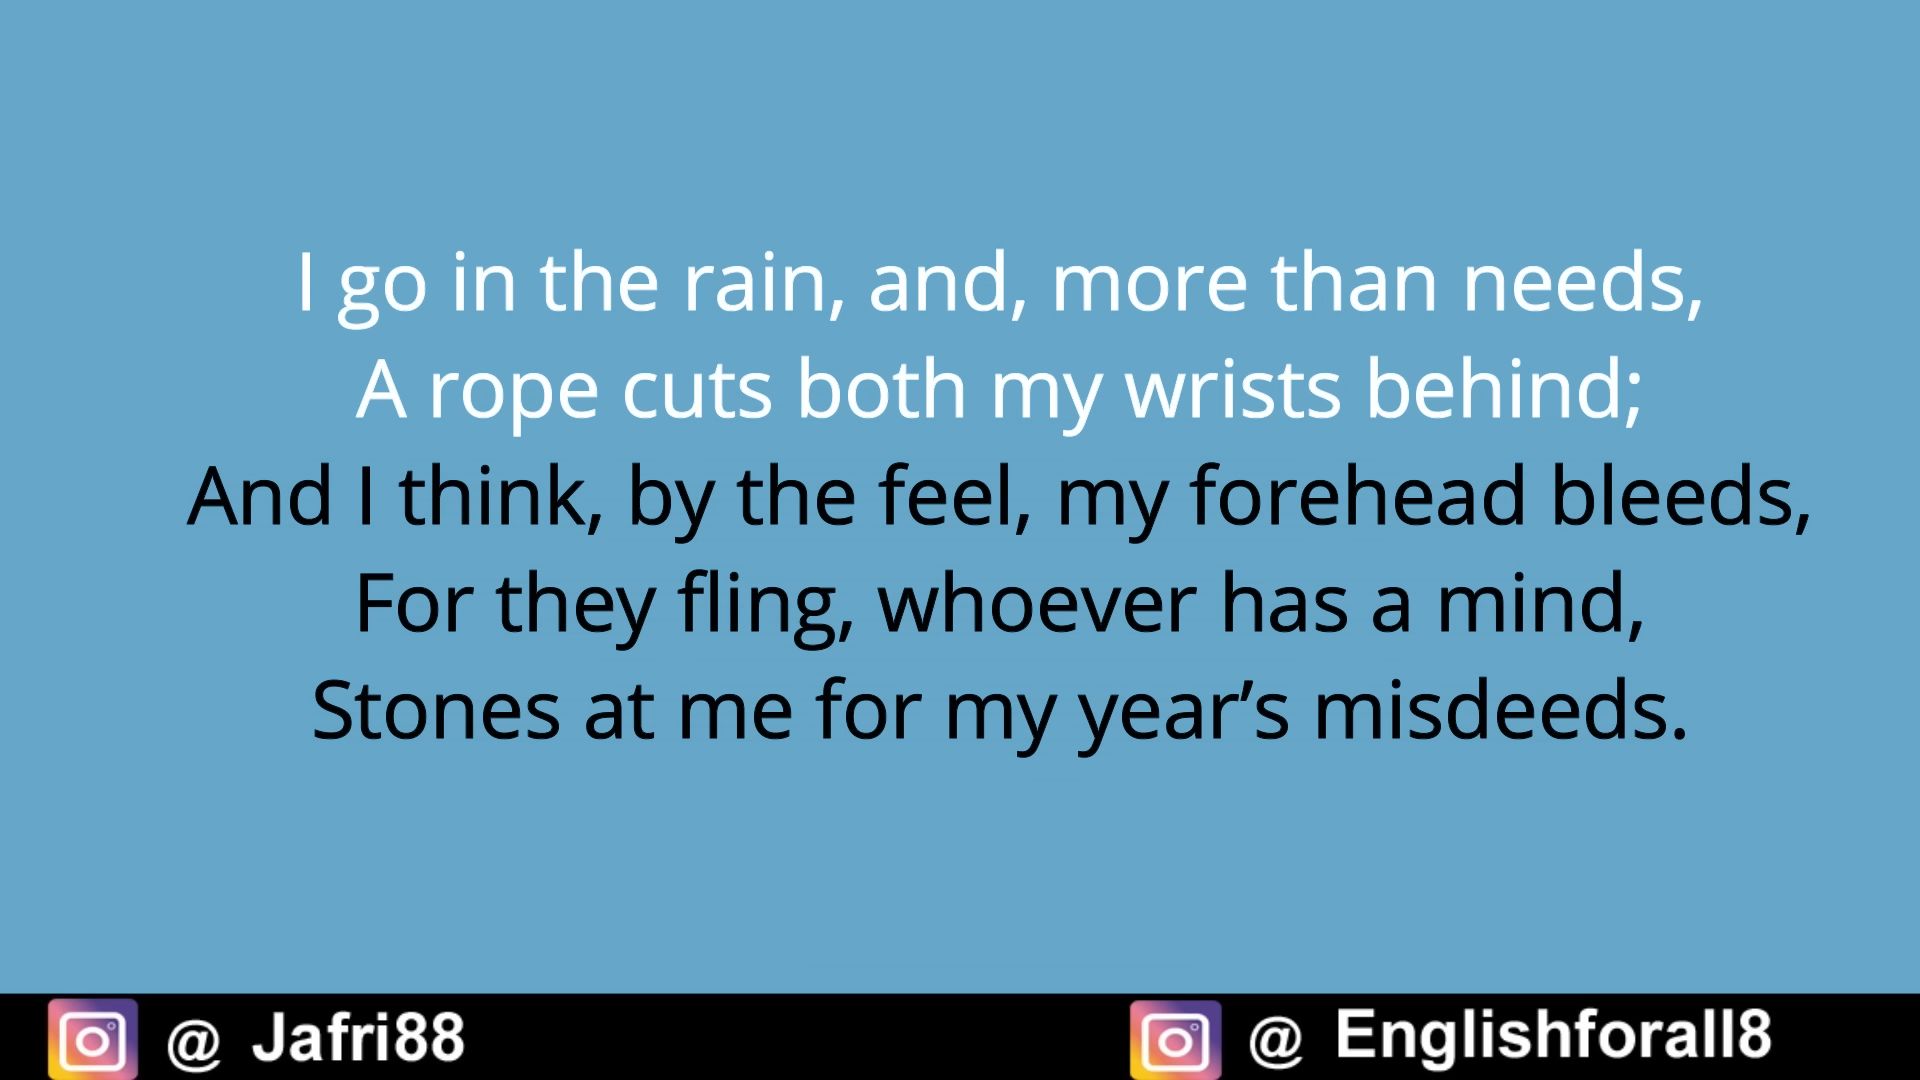 I go in the rain, and, more than needs,
A rope cuts both my wrists behind;
And I think, by the feel, my forehead bleeds,
For they fling, whoever has a mind,
Stones at me for my year’s misdeeds.
@ Jafri88
@ Englishforall8